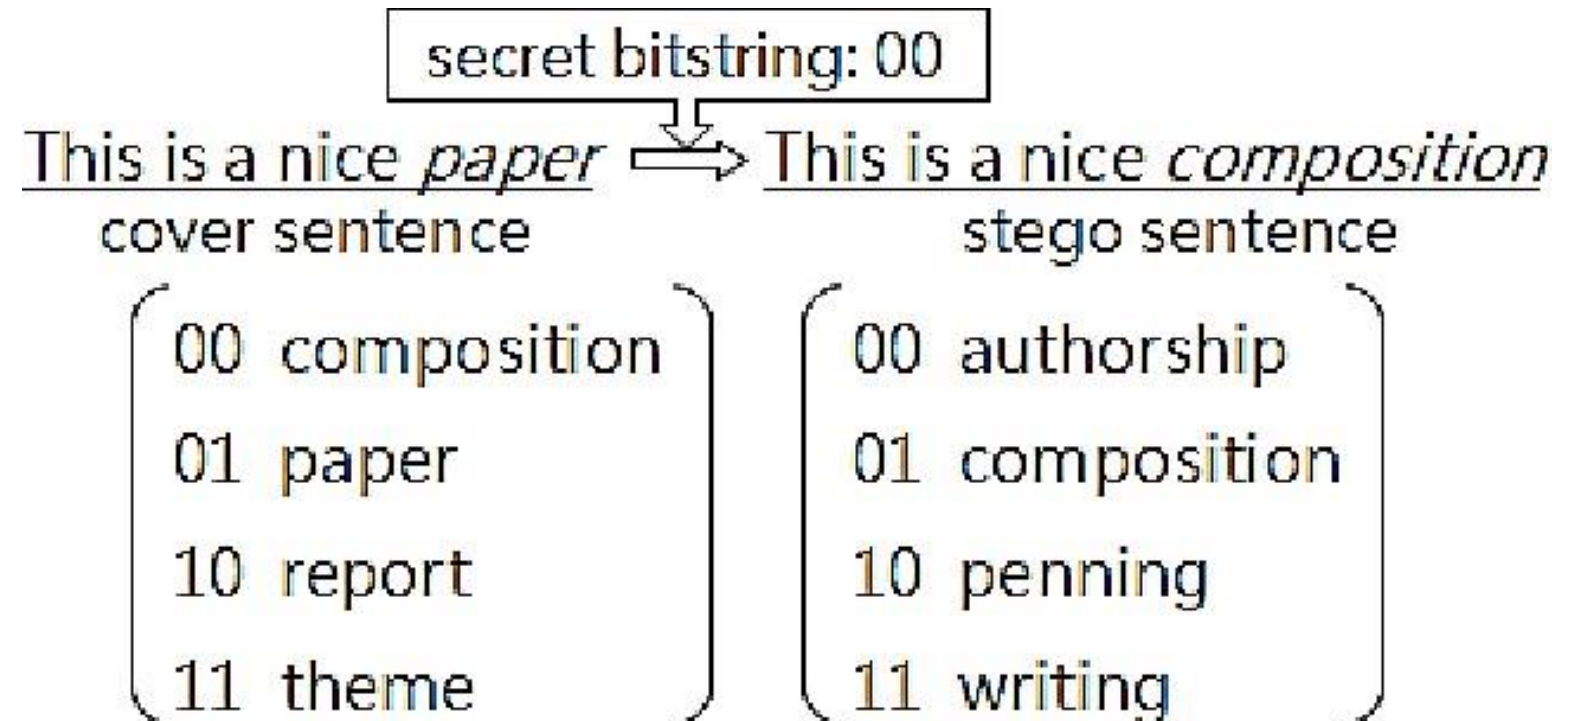 secret bitstring: 00
This is a nice paper This is a nice composition
cover sentence stego sentence
00 composition 00 authorship
01 paper 01 composition
10 report 10 penning
11 theme 11 writing